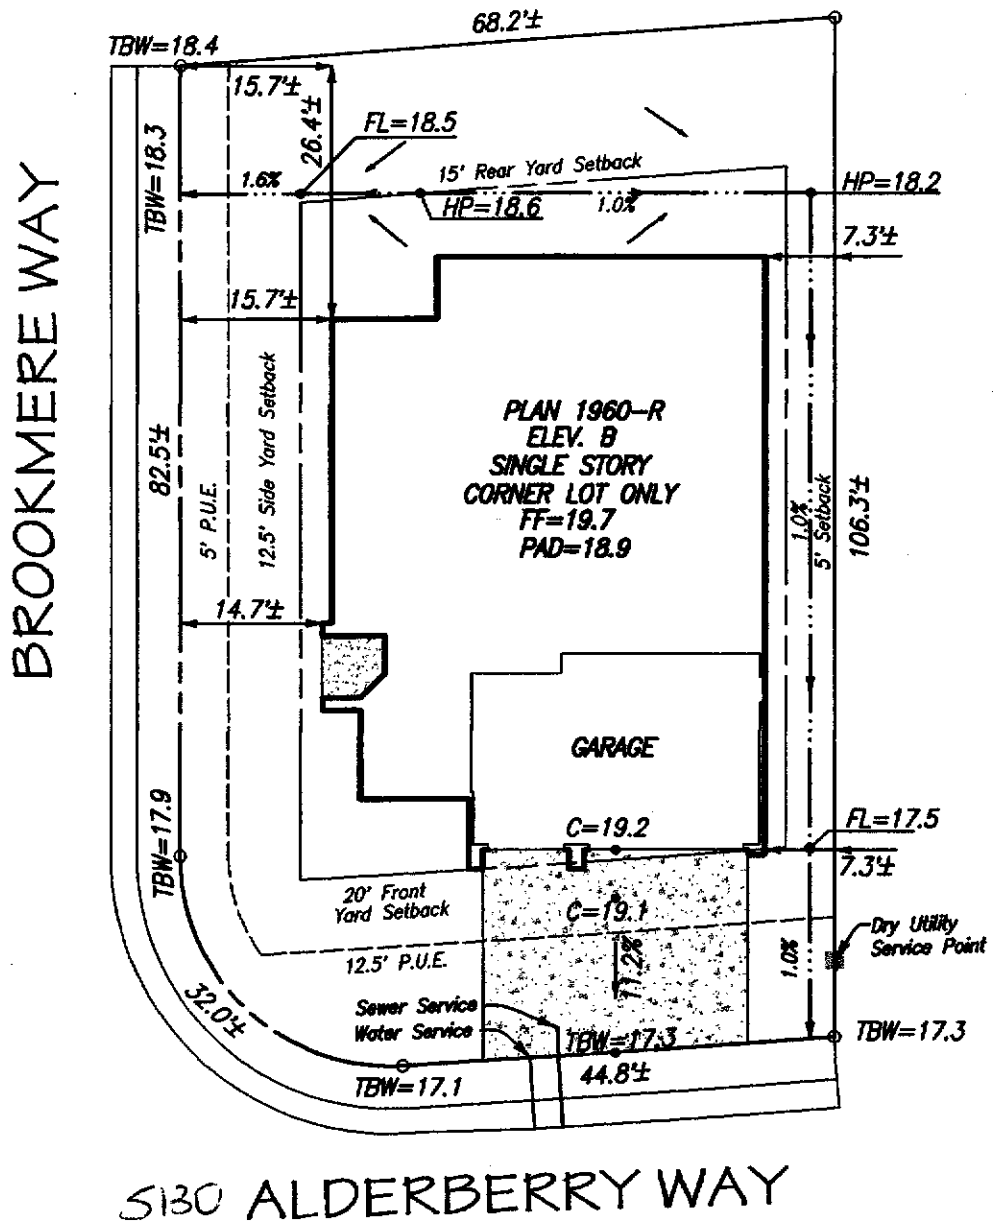 68.2'±
TBW=18.4
15.7'±
26.4'±
FL=18.5
TBW=18.3
15' Rear Yard Setback
1.6%
HP=18.6
1.0%
HP=18.2
7.3'±
15.7'±
BROOKMERE WAY
82.5'±
5' P.U.E.
12.5' Side Yard Setback
PLAN 1960-R
ELEV. B
SINGLE STORY
CORNER LOT ONLY
FF=19.7
PAD=18.9
1.0%
5' Setback
106.3'±
14.7'±
GARAGE
TBW=17.9
C=19.2
FL=17.5
7.3'±
20' Front
Yard Setback
C=19.1
11.2%
1.0%
Dry Utility
Service Point
12.5' P.U.E.
32.0'±
Sewer Service
Water Service
TBW=17.3
TBW=17.3
TBW=17.1
44.8'±
5130 ALDERBERRY WAY